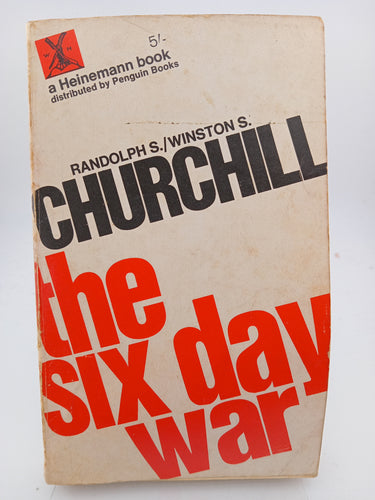 W H
5/-
a Heinemann book
distributed by Penguin Books
RANDOLPH S./WINSTON S.
CHURCHILL
the
six day
war